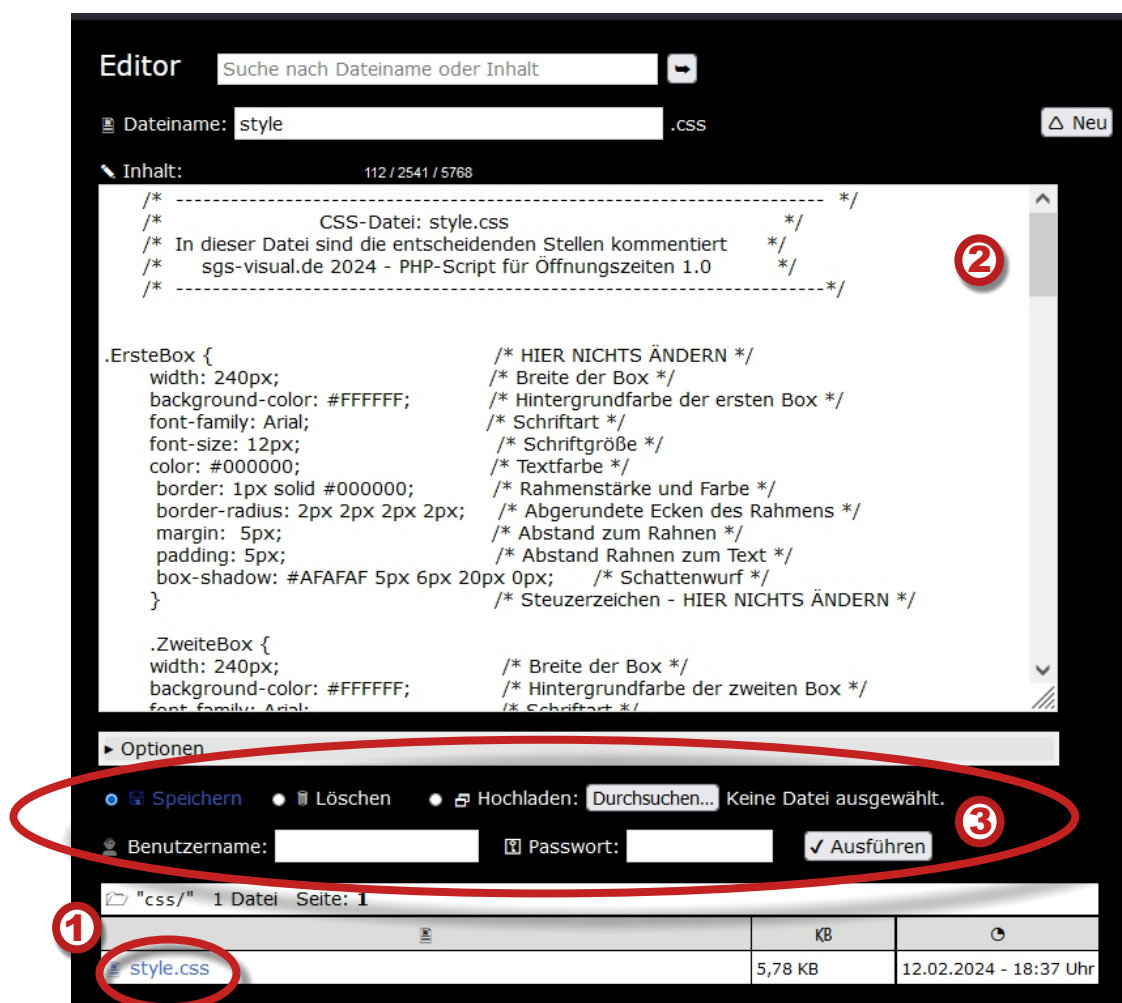 Editor Suche nach Dateiname oder Inhalt
Dateiname: style .css Neu
Inhalt: 112 / 2541 / 5768
/* ----------------------------------------------------------------- */
/* CSS-Datei: style.css */
/* In dieser Datei sind die entscheidenden Stellen kommentiert */
/* sgs-visual.de 2024 - PHP-Script für Öffnungszeiten 1.0 */
/* -----------------------------------------------------------------*/
2
.ErsteBox { /* HIER NICHTS ÄNDERN */
width: 240px; /* Breite der Box */
background-color: #FFFFFF; /* Hintergrundfarbe der ersten Box */
font-family: Arial; /* Schriftart */
font-size: 12px; /* Schriftgröße */
color: #000000; /* Textfarbe */
border: 1px solid #000000; /* Rahmenstärke und Farbe */
border-radius: 2px 2px 2px 2px; /* Abgerundete Ecken des Rahmens */
margin: 5px; /* Abstand zum Rahnen */
padding: 5px; /* Abstand Rahnen zum Text */
box-shadow: #AFAFAF 5px 6px 20px 0px; /* Schattenwurf */
} /* Steuzerzeichen - HIER NICHTS ÄNDERN */
.ZweiteBox {
width: 240px; /* Breite der Box */
background-color: #FFFFFF; /* Hintergrundfarbe der zweiten Box */
font-family: Arial; /* Schriftart */
Optionen
Speichern Löschen Hochladen: Durchsuchen... Keine Datei ausgewählt.
3
Benutzername: Passwort: ✓ Ausführen
"css/" 1 Datei Seite: 1
1
KB
style.css 5,78 KB 12.02.2024 - 18:37 Uhr